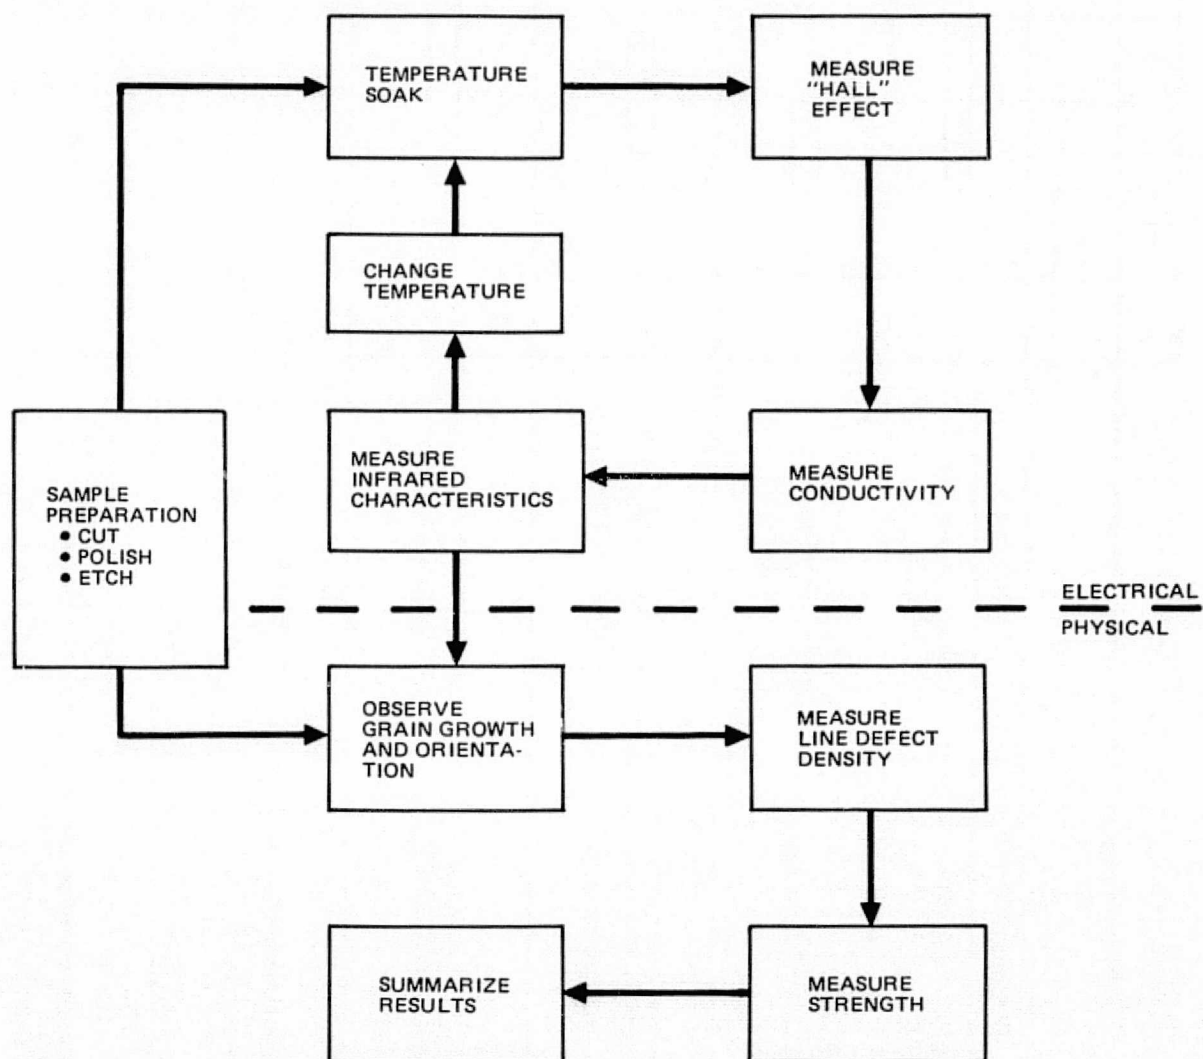 TEMPERATURE
SOAK
MEASURE
“HALL”
EFFECT
CHANGE
TEMPERATURE
SAMPLE
PREPARATION
• CUT
• POLISH
• ETCH
MEASURE
INFRARED
CHARACTERISTICS
MEASURE
CONDUCTIVITY
ELECTRICAL
PHYSICAL
OBSERVE
GRAIN GROWTH
AND ORIENTA-
TION
MEASURE
LINE DEFECT
DENSITY
SUMMARIZE
RESULTS
MEASURE
STRENGTH